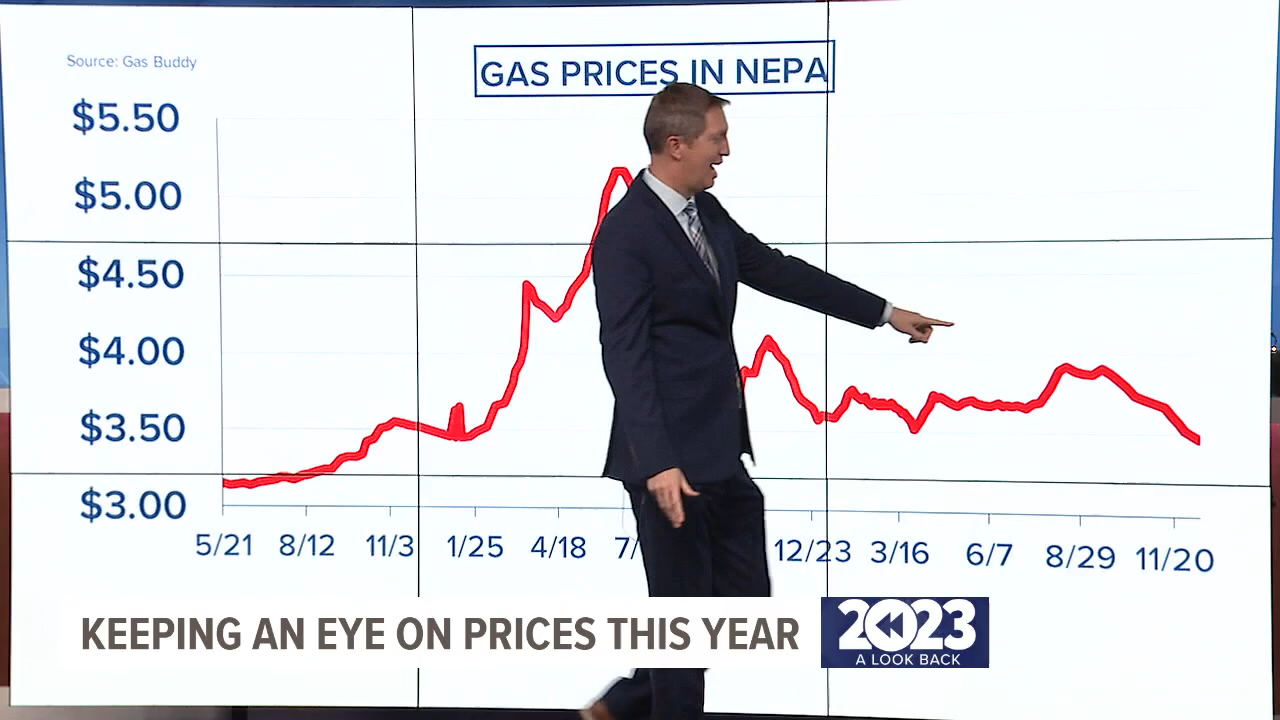 Source: Gas Buddy
GAS PRICES IN NEPA
$5.50
$5.00
$4.50
$4.00
$3.50
$3.00
5/21 8/12 11/3 1/25 4/18 7/ 12/23 3/16 6/7 8/29 11/20
KEEPING AN EYE ON PRICES THIS YEAR
2023
A LOOK BACK